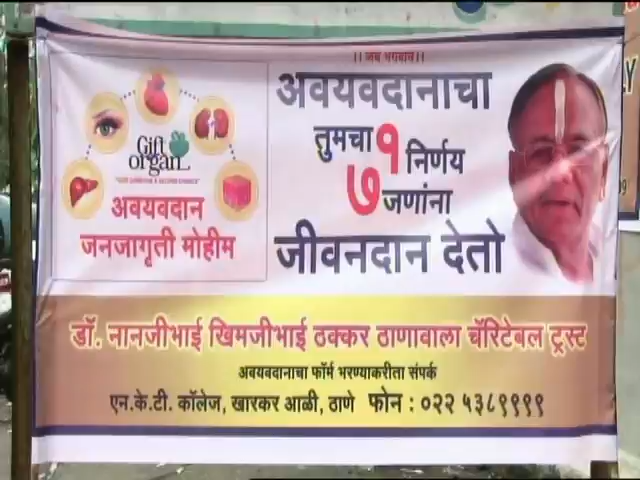 ।। जय भगवान ।।
अवयवदानाचा
तुमचा १ निर्णय
७ जणांना
जीवनदान देतो
Gift
organ
अवयवदान
जनजागृती मोहीम
डॉ. नानजीभाई खिमजीभाई ठक्कर ठाणावाला चॅरिटेबल ट्रस्ट
अवयवदानाचा फॉर्म भरण्याकरीता संपर्क
एन.के.टी. कॉलेज, खारकर आळी, ठाणे फोन : ०२२ ५३८९९९९